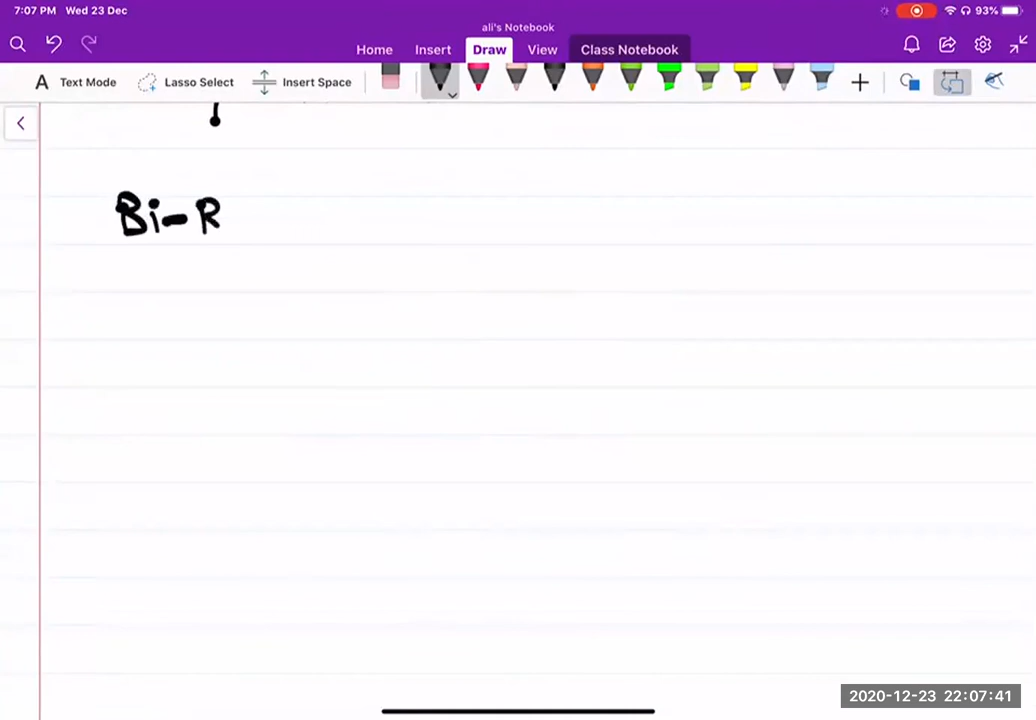 7:07 PM Wed 23 Dec 93%
ali's Notebook
Home Insert Draw View Class Notebook
A Text Mode Lasso Select Insert Space
Bi-R
2020-12-23 22:07:41